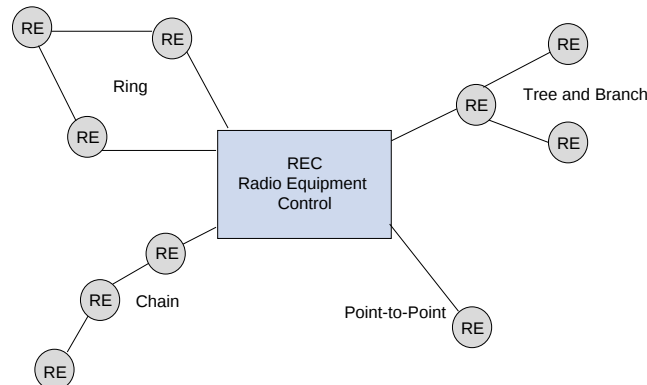 RE
RE
Ring
RE
REC
Radio Equipment
Control
RE
RE
Tree and Branch
RE
RE
RE
Chain
RE
Point-to-Point
RE